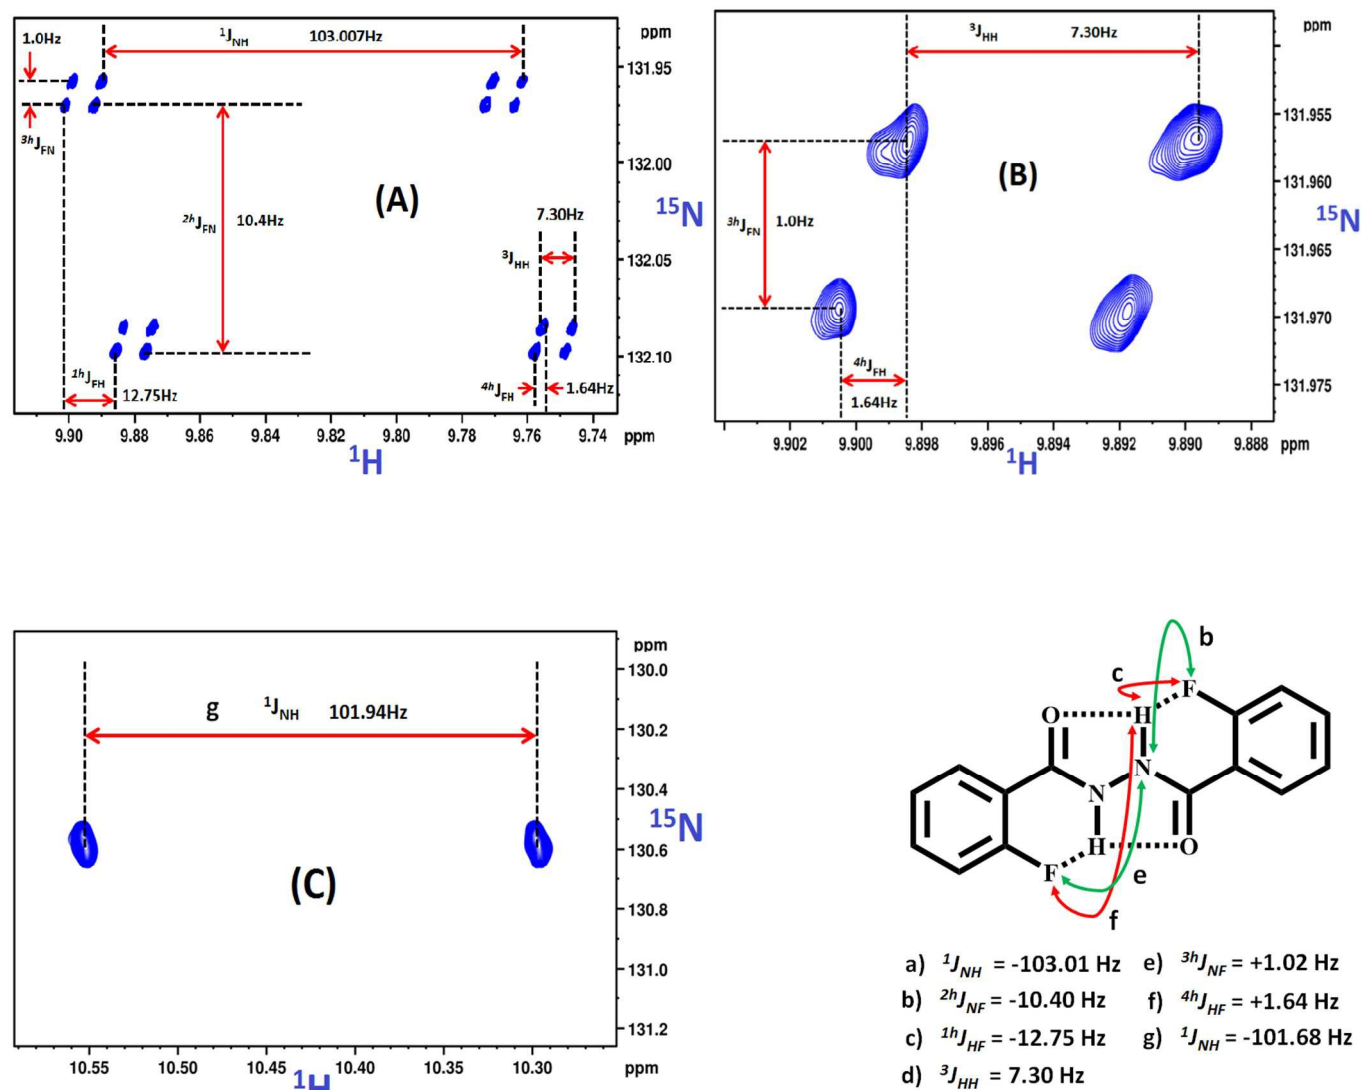 1.0Hz
¹J_NH 103.007Hz
ppm
131.95
³ʰJ_FN
132.00
(A)
¹⁵N
²ʰJ_FN 10.4Hz
7.30Hz
³J_HH
132.05
132.10
¹ʰJ_FH
12.75Hz
⁴ʰJ_FH
1.64Hz
9.90 9.88 9.86 9.84 9.82 9.80 9.78 9.76 9.74 ppm
¹H
³J_HH 7.30Hz
ppm
131.955
(B)
131.960
¹⁵N
³ʰJ_FN 1.0Hz
131.965
131.970
⁴ʰJ_FH
1.64Hz
131.975
9.902 9.900 9.898 9.896 9.894 9.892 9.890 9.888 ppm
¹H
ppm
130.0
g ¹J_NH 101.94Hz
130.2
130.4
¹⁵N
130.6
(C)
130.8
131.0
131.2
10.55 10.50 10.45 10.40 10.35 10.30 ppm
¹H
b
c
F
O H
N
N
H O
F
e
f
a) ¹J_NH = -103.01 Hz e) ³ʰJ_NF = +1.02 Hz
b) ²ʰJ_NF = -10.40 Hz f) ⁴ʰJ_HF = +1.64 Hz
c) ¹ʰJ_HF = -12.75 Hz g) ¹J_NH = -101.68 Hz
d) ³J_HH = 7.30 Hz